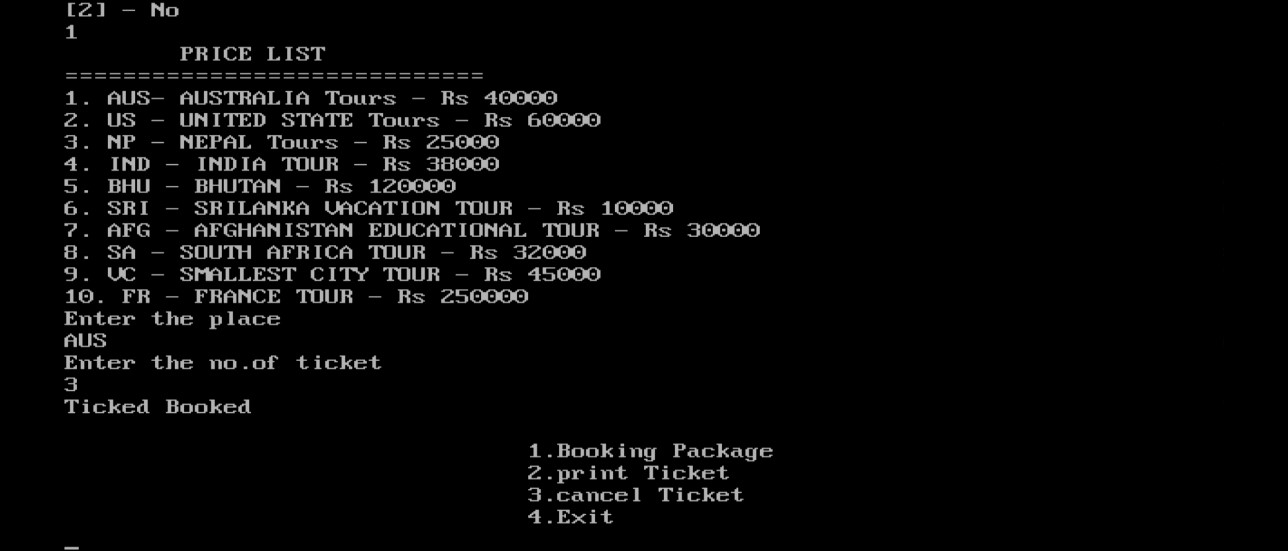 [2] - No
1
PRICE LIST
=============================
1. AUS- AUSTRALIA Tours - Rs 40000
2. US - UNITED STATE Tours - Rs 60000
3. NP - NEPAL Tours - Rs 25000
4. IND - INDIA TOUR - Rs 38000
5. BHU - BHUTAN - Rs 120000
6. SRI - SRILANKA VACATION TOUR - Rs 10000
7. AFG - AFGHANISTAN EDUCATIONAL TOUR - Rs 30000
8. SA - SOUTH AFRICA TOUR - Rs 32000
9. VC - SMALLEST CITY TOUR - Rs 45000
10. FR - FRANCE TOUR - Rs 250000
Enter the place
AUS
Enter the no.of ticket
3
Ticked Booked
1.Booking Package
2.print Ticket
3.cancel Ticket
4.Exit